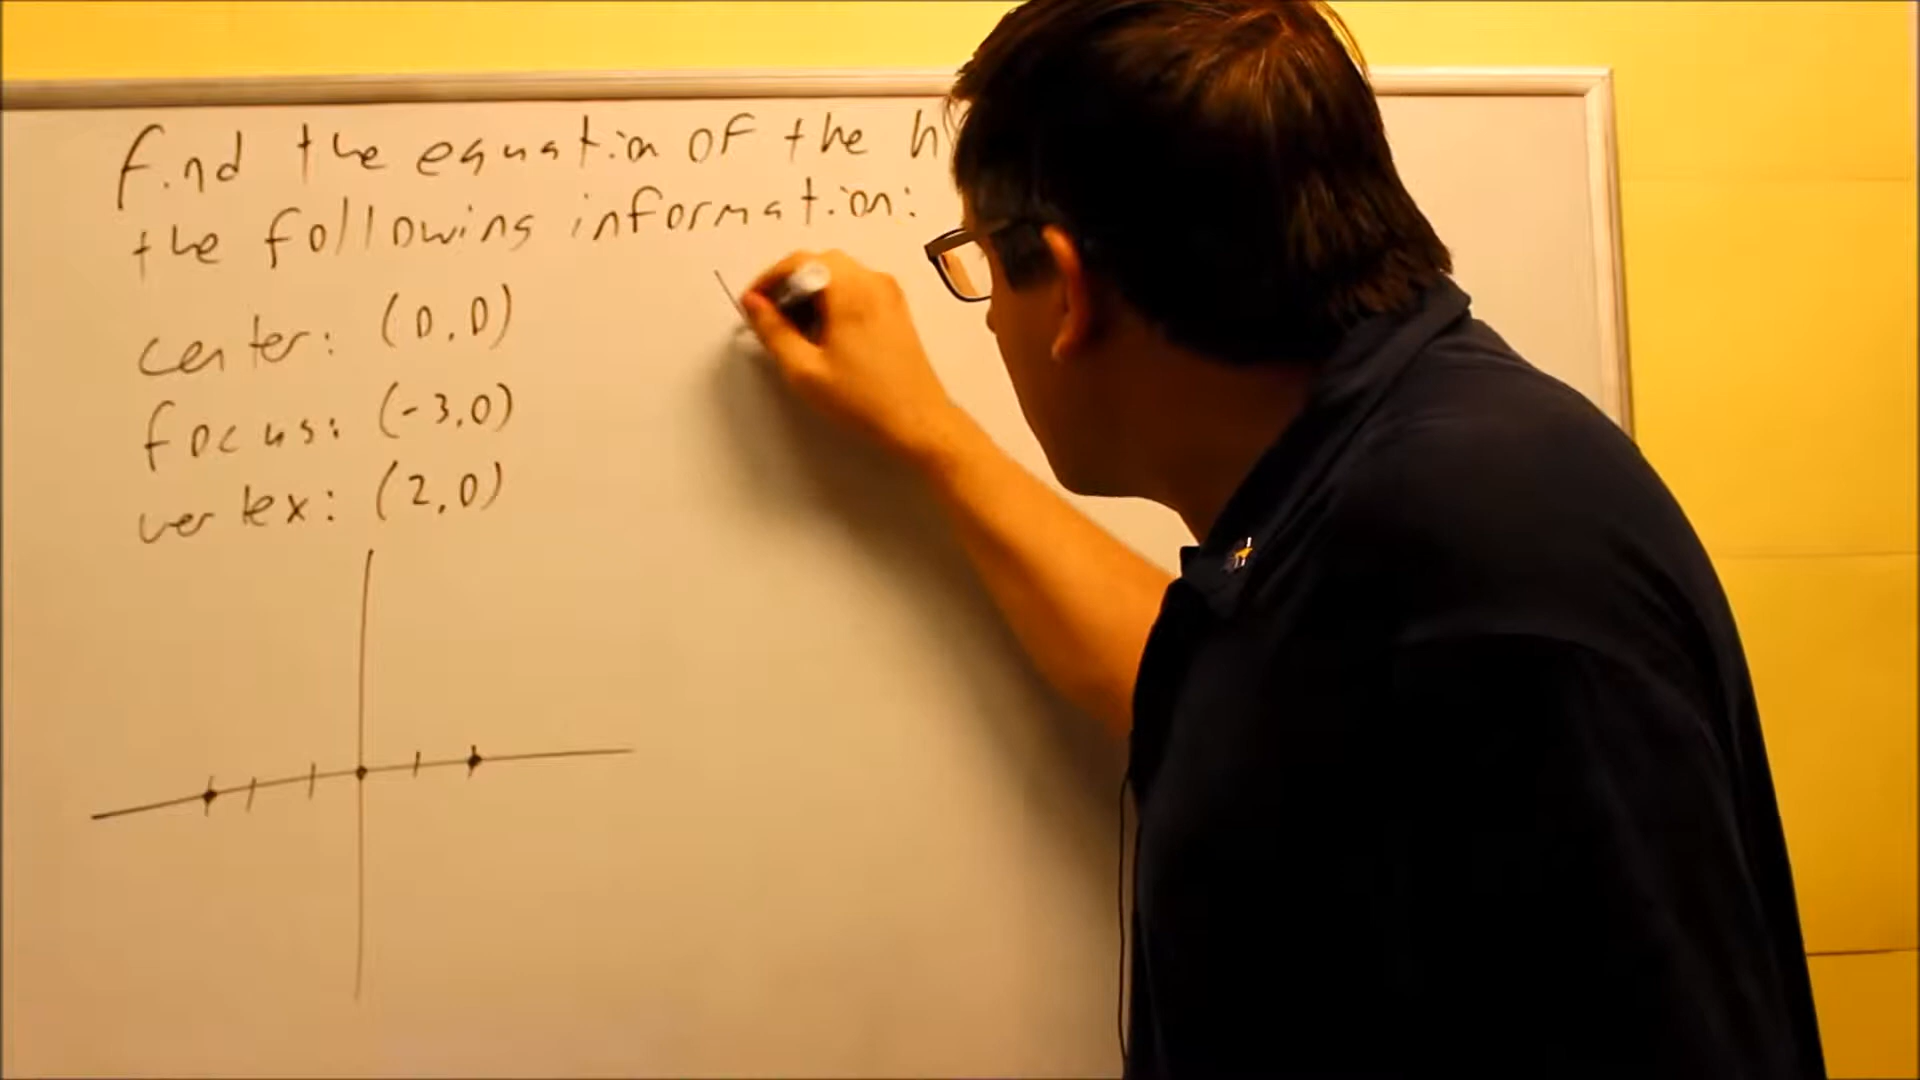 Find the equation of the h
the following information:
center: (0,0)
focus: (-3,0)
vertex: (2,0)